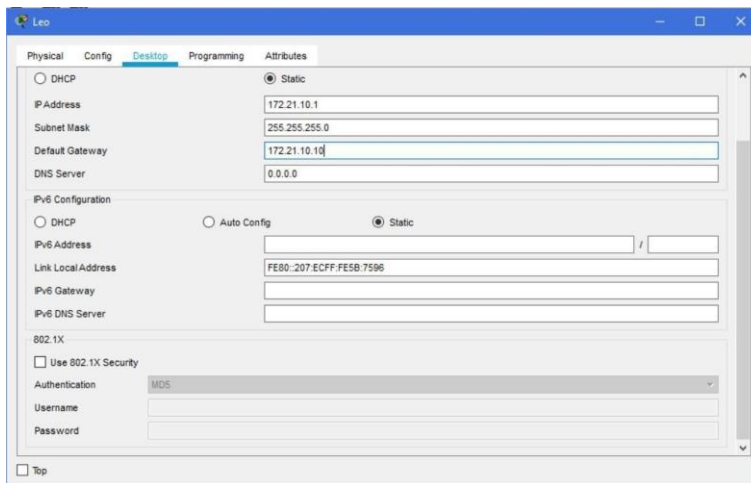 Leo
Physical Config Desktop Programming Attributes
DHCP Static
IP Address 172.21.10.1
Subnet Mask 255.255.255.0
Default Gateway 172.21.10.10
DNS Server 0.0.0.0
IPv6 Configuration
DHCP Auto Config Static
IPv6 Address /
Link Local Address FE80::207:ECFF:FE5B:7596
IPv6 Gateway
IPv6 DNS Server
802.1X
Use 802.1X Security
Authentication MD5
Username
Password
Top